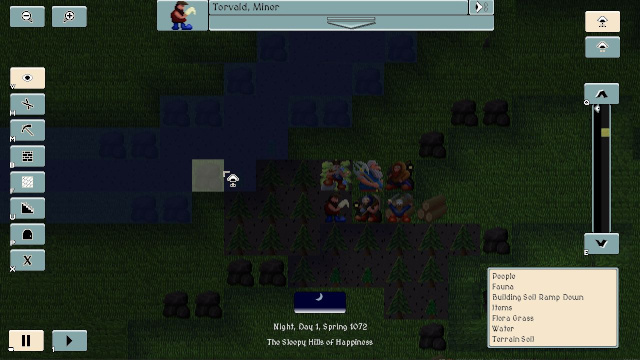 Torvald, Miner
V
H
M
B
F
U
P
X
Q
E
People
Fauna
Building Soil Ramp Down
Items
Flora Grass
Water
Terrain Soil
Night, Day 1, Spring 1072
The Sleepy Hills of Happiness